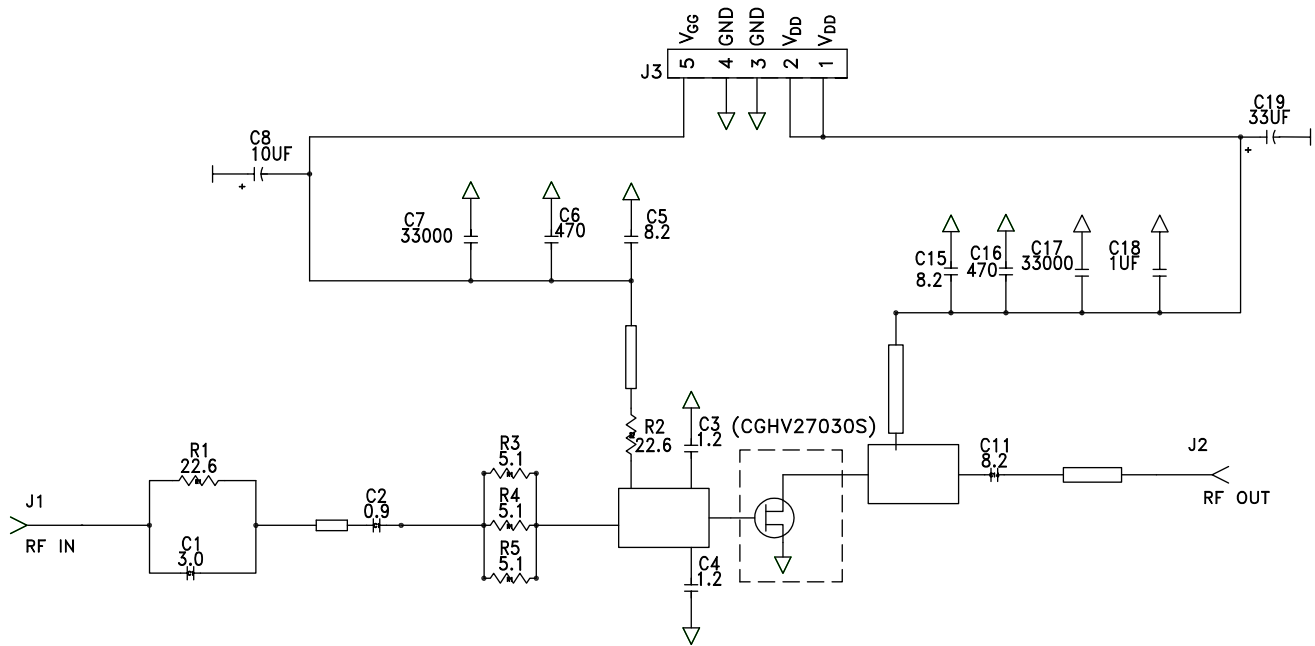 VGG
GND
GND
VDD
VDD
J3
5
4
3
2
1
C8
10UF
+
C19
33UF
+
C7
33000
C6
470
C5
8.2
C15
8.2
C16
470
C17
33000
C18
1UF
R2
22.6
C3
1.2
(CGHV27030S)
R1
22.6
C1
3.0
J1
RF IN
C2
0.9
R3
5.1
R4
5.1
R5
5.1
C4
1.2
C11
8.2
J2
RF OUT